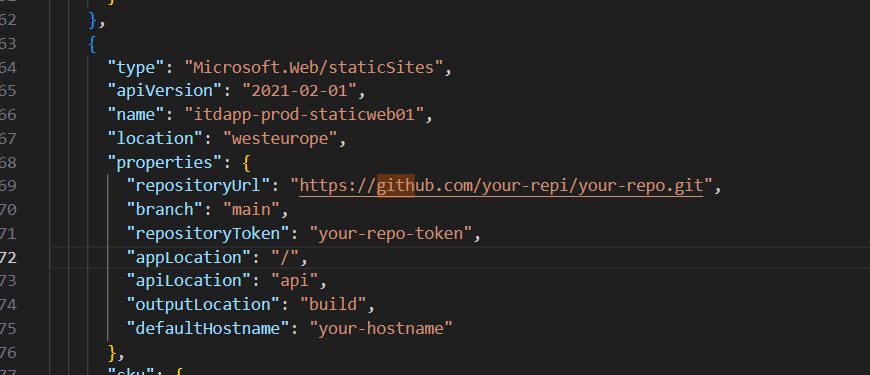 }
62 },
63 {
64 "type": "Microsoft.Web/staticSites",
65 "apiVersion": "2021-02-01",
66 "name": "itdapp-prod-staticweb01",
67 "location": "westeurope",
68 "properties": {
69 "repositoryUrl": "https://github.com/your-repi/your-repo.git",
70 "branch": "main",
71 "repositoryToken": "your-repo-token",
72 "appLocation": "/",
73 "apiLocation": "api",
74 "outputLocation": "build",
75 "defaultHostname": "your-hostname"
76 },
77 "sku": {